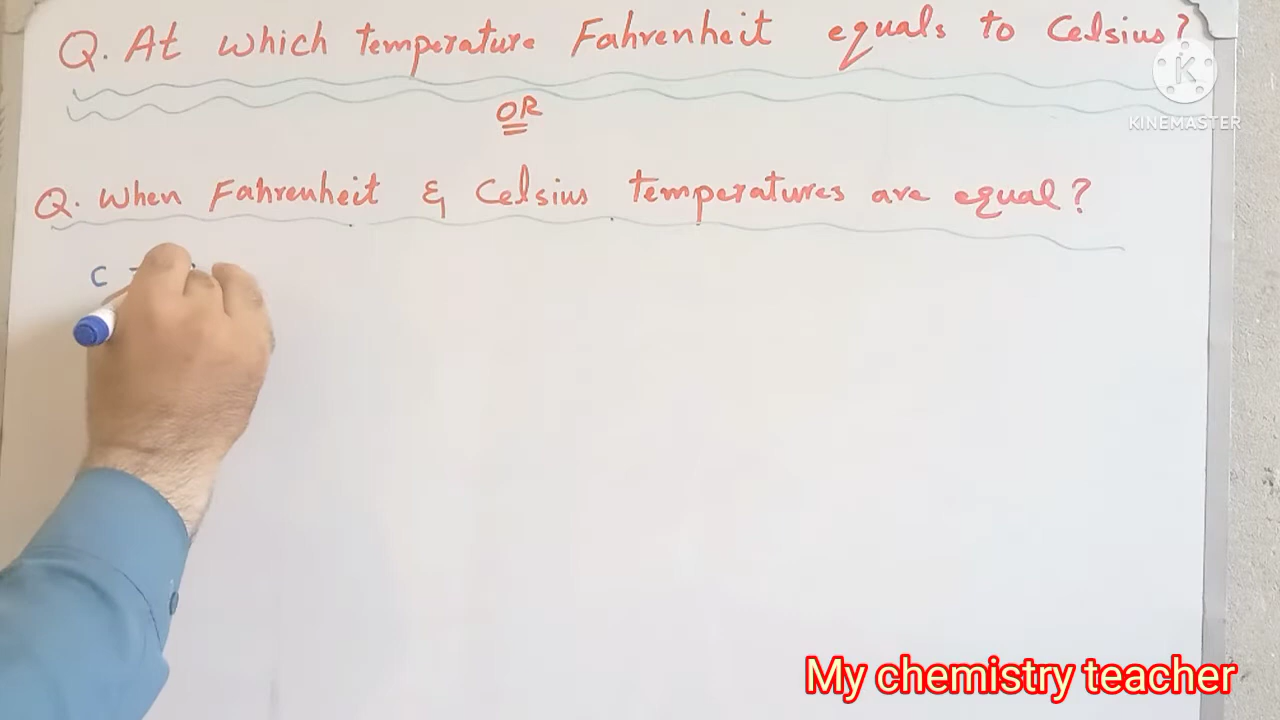 Q. At which temperature Fahrenheit equals to Celsius?
KINEMASTER
OR
Q. When Fahrenheit & Celsius temperatures are equal?
C
My chemistry teacher